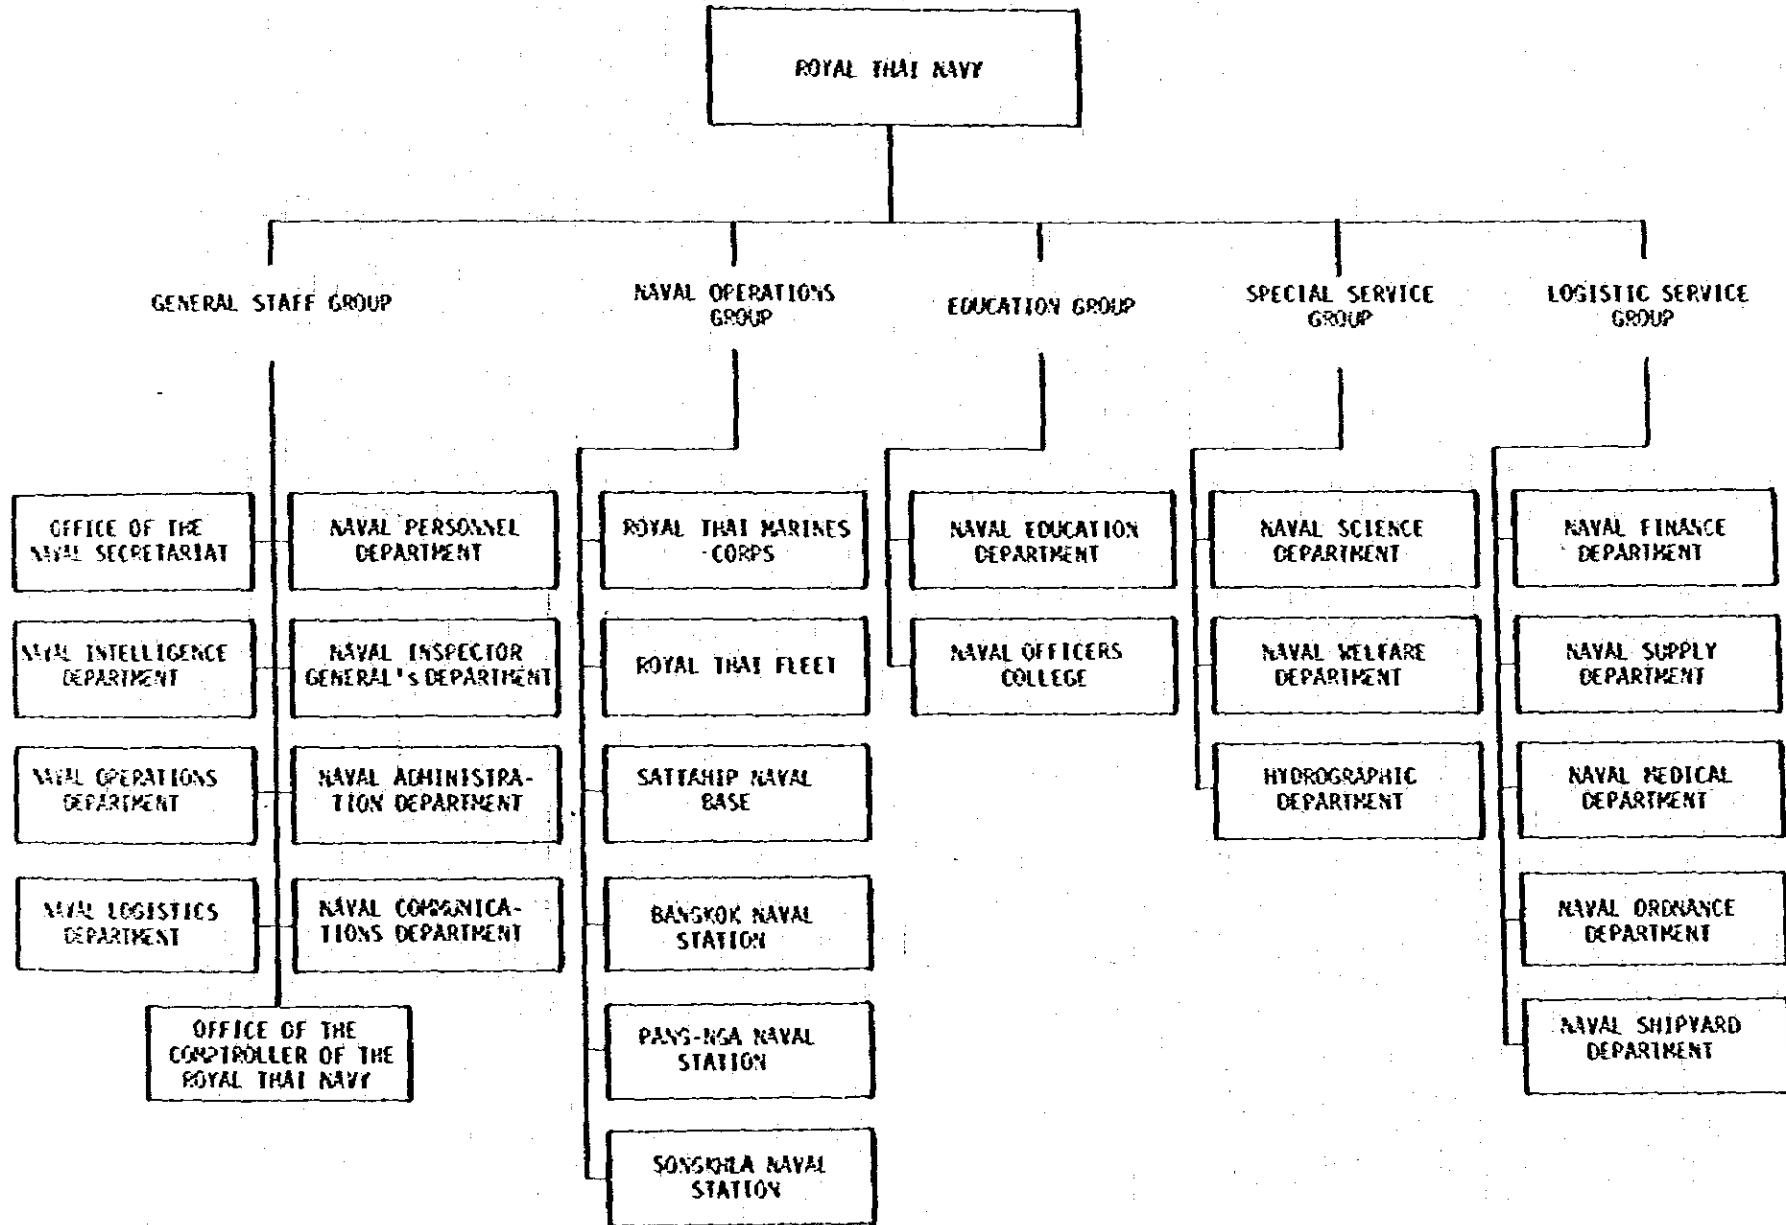 ROYAL THAI NAVY
GENERAL STAFF GROUP
NAVAL OPERATIONS
GROUP
EDUCATION GROUP
SPECIAL SERVICE
GROUP
LOGISTIC SERVICE
GROUP
OFFICE OF THE
NAVAL SECRETARIAT
NAVAL PERSONNEL
DEPARTMENT
NAVAL INTELLIGENCE
DEPARTMENT
NAVAL INSPECTOR
GENERAL's DEPARTMENT
NAVAL OPERATIONS
DEPARTMENT
NAVAL ADMINISTRA-
TION DEPARTMENT
NAVAL LOGISTICS
DEPARTMENT
NAVAL COMMUNICA-
TIONS DEPARTMENT
OFFICE OF THE
COMPTROLLER OF THE
ROYAL THAI NAVY
ROYAL THAI MARINES
CORPS
ROYAL THAI FLEET
SATTAHIP NAVAL
BASE
BANGKOK NAVAL
STATION
PANG-NGA NAVAL
STATION
SONGKHLA NAVAL
STATION
NAVAL EDUCATION
DEPARTMENT
NAVAL OFFICERS
COLLEGE
NAVAL SCIENCE
DEPARTMENT
NAVAL WELFARE
DEPARTMENT
HYDROGRAPHIC
DEPARTMENT
NAVAL FINANCE
DEPARTMENT
NAVAL SUPPLY
DEPARTMENT
NAVAL MEDICAL
DEPARTMENT
NAVAL ORDNANCE
DEPARTMENT
NAVAL SHIPYARD
DEPARTMENT